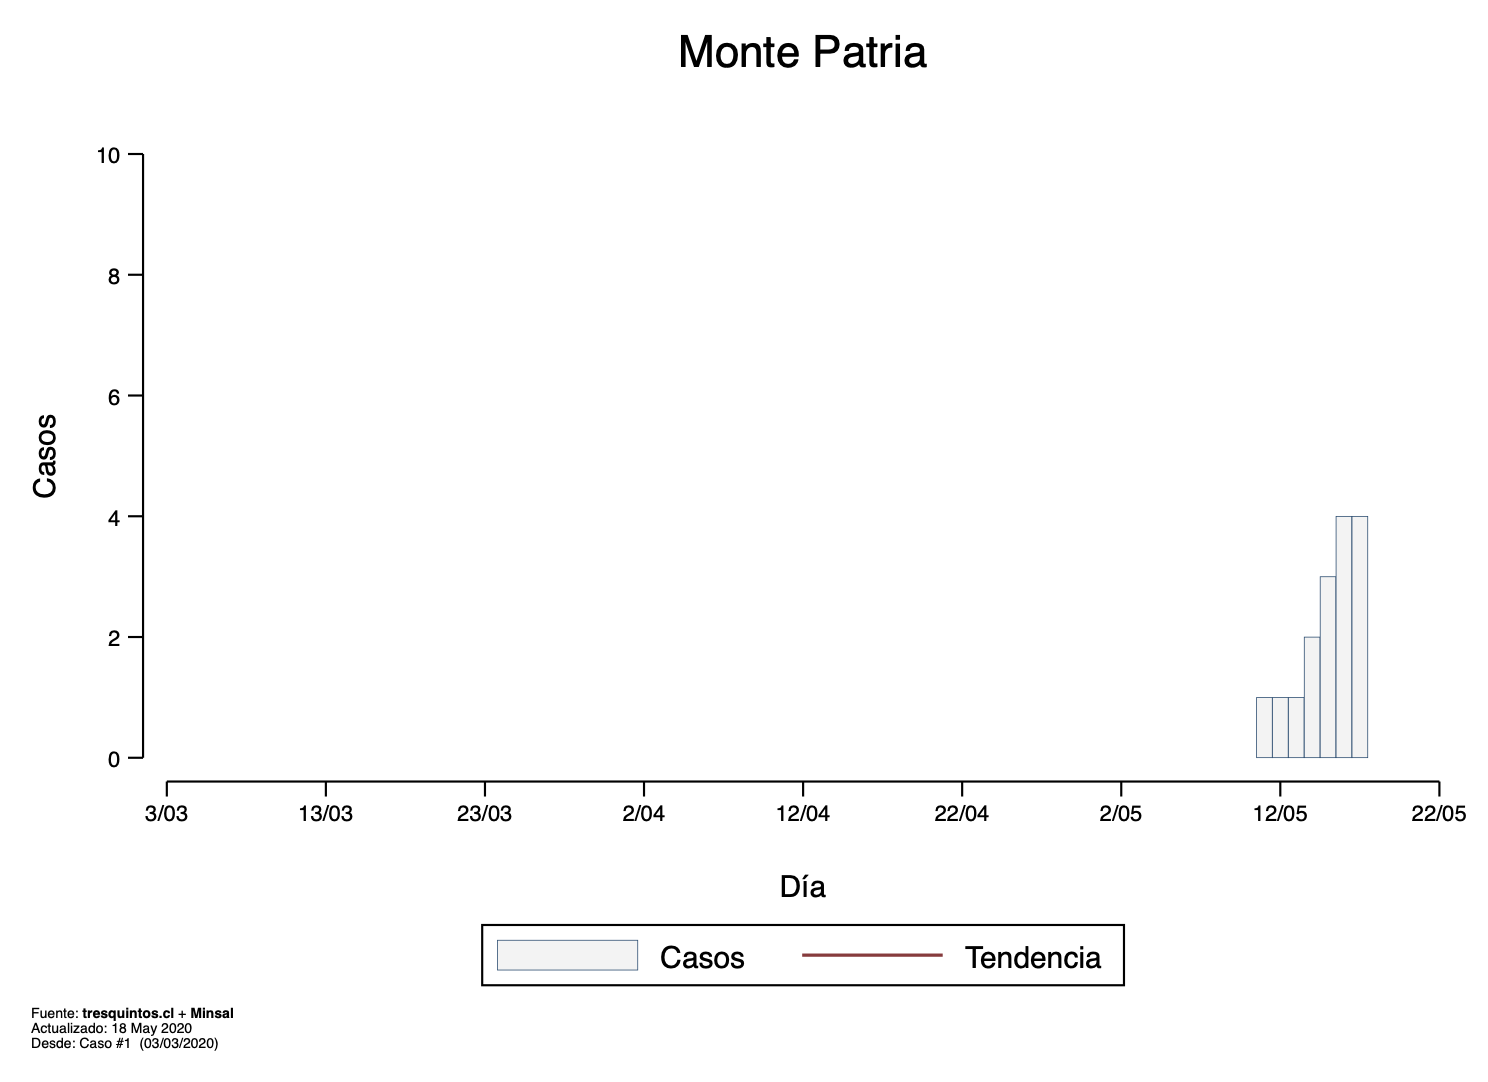 Monte Patria
Casos
10
8
6
4
2
0
3/03 13/03 23/03 2/04 12/04 22/04 2/05 12/05 22/05
Día
Casos Tendencia
Fuente: tresquintos.cl + Minsal
Actualizado: 18 May 2020
Desde: Caso #1 (03/03/2020)